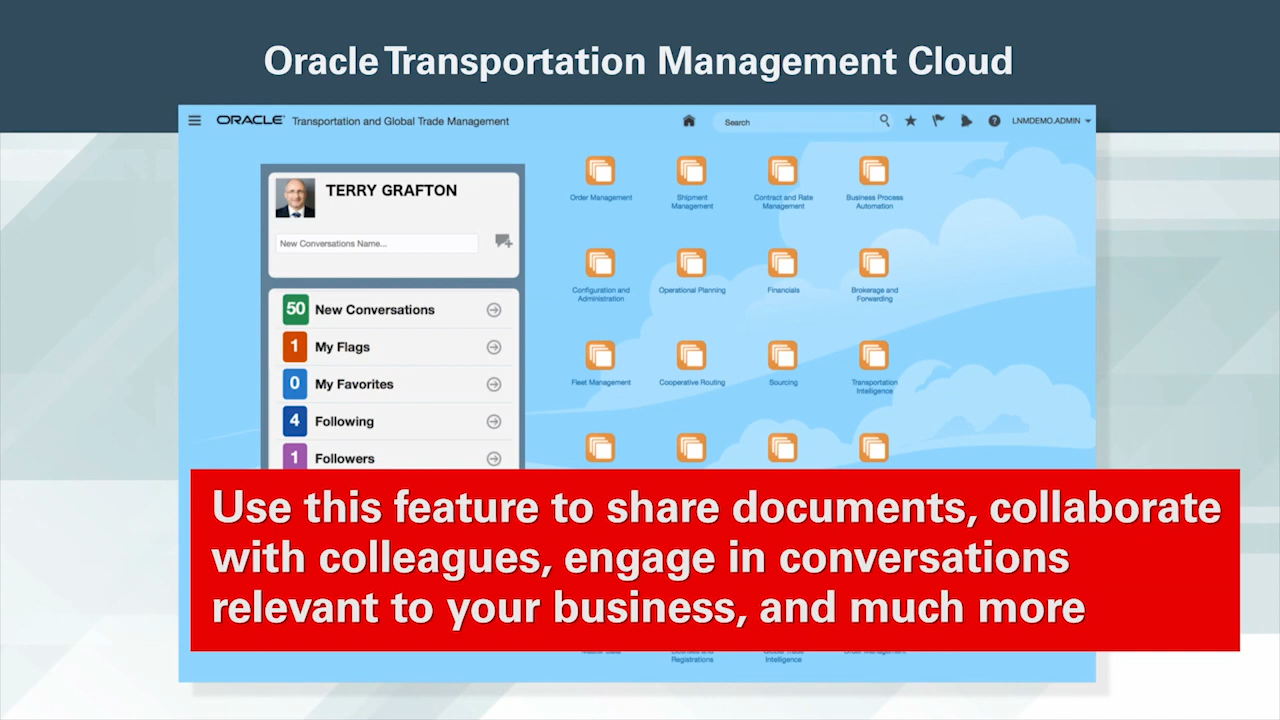 Oracle Transportation Management Cloud
ORACLE Transportation and Global Trade Management
Search
LNMDEMO.ADMIN
TERRY GRAFTON
New Conversations Name...
50 New Conversations
1 My Flags
0 My Favorites
4 Following
1 Followers
Order Management
Shipment
Management
Contract and Rate
Management
Business Process
Automation
Configuration and
Administration
Operational Planning
Financials
Brokerage and
Forwarding
Fleet Management
Cooperative Routing
Sourcing
Transportation
Intelligence
Use this feature to share documents, collaborate
with colleagues, engage in conversations
relevant to your business, and much more
Registrations
Intelligence